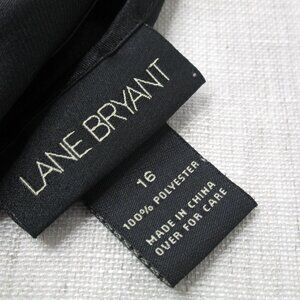 LANE BRYANT
16
100% POLYESTER
MADE IN CHINA
OVER FOR CARE